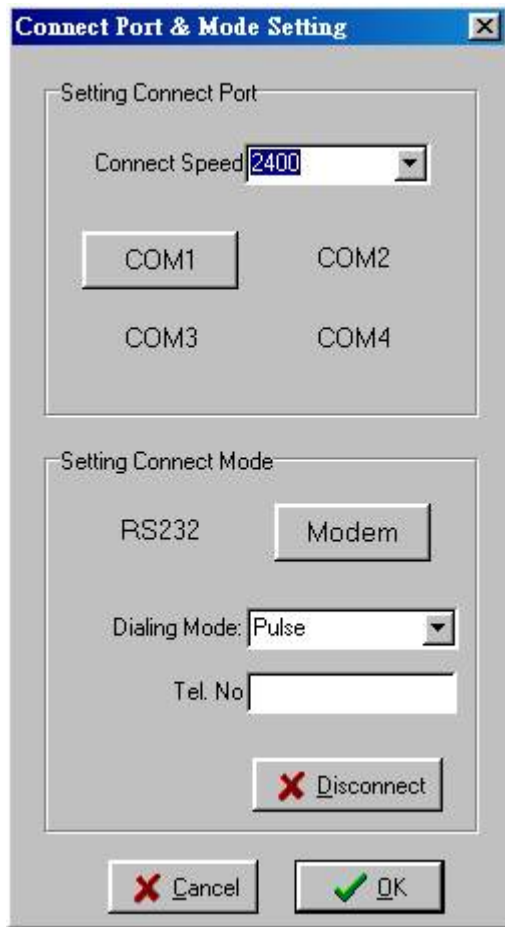 Connect Port & Mode Setting
Setting Connect Port
Connect Speed 2400
COM1 COM2
COM3 COM4
Setting Connect Mode
RS232 Modem
Dialing Mode: Pulse
Tel. No
Disconnect
Cancel OK